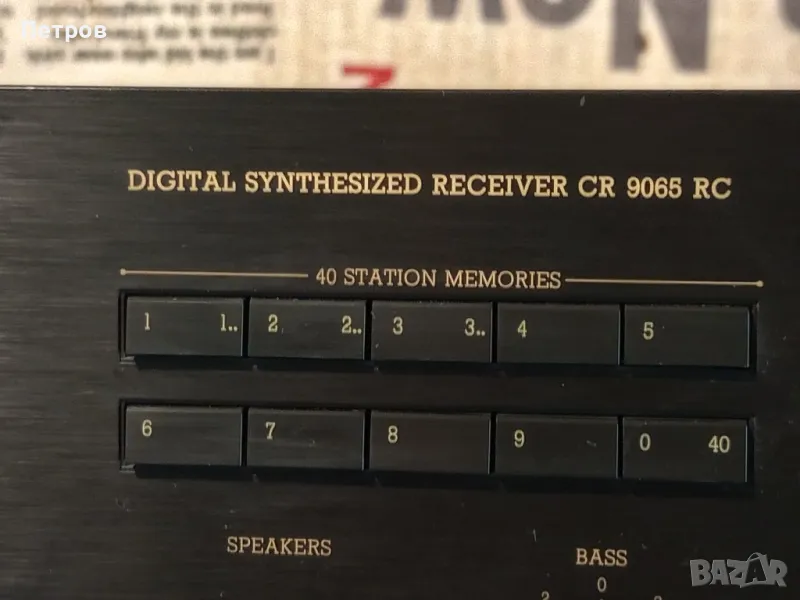 Петров
Now
DIGITAL SYNTHESIZED RECEIVER CR 9065 RC
40 STATION MEMORIES
1 1.. 2 2.. 3 3.. 4 5
6 7 8 9 0 40
SPEAKERS
BASS
0
BAZAR